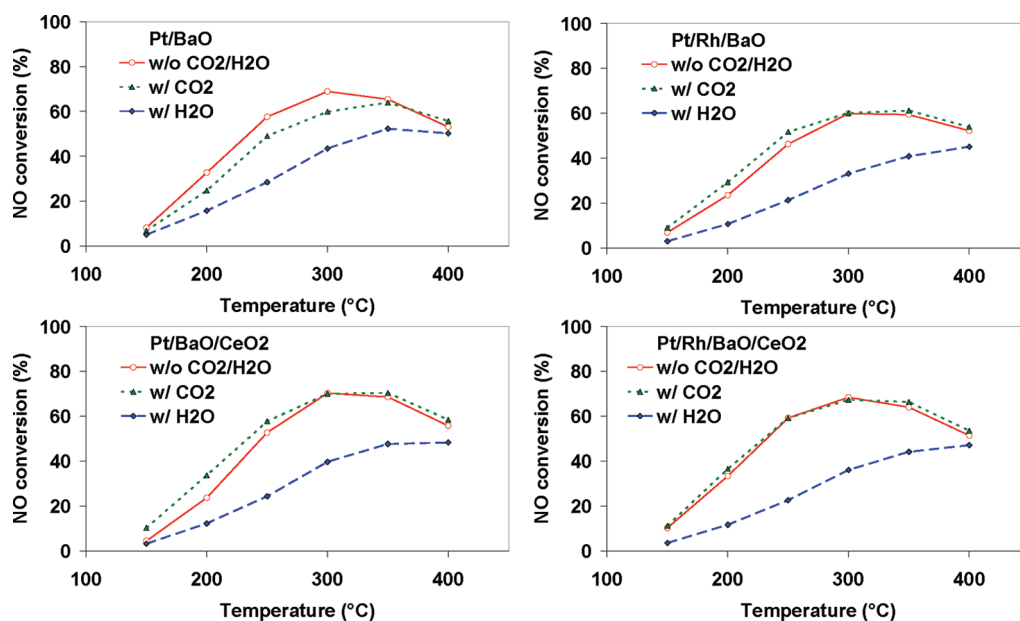 100
80
60
40
20
0
NO conversion (%)
Pt/BaO
w/o CO2/H2O
w/ CO2
w/ H2O
100
200
300
400
Temperature (°C)
100
80
60
40
20
0
NO conversion (%)
Pt/Rh/BaO
w/o CO2/H2O
w/ CO2
w/ H2O
100
200
300
400
Temperature (°C)
100
80
60
40
20
0
NO conversion (%)
Pt/BaO/CeO2
w/o CO2/H2O
w/ CO2
w/ H2O
100
200
300
400
Temperature (°C)
100
80
60
40
20
0
NO conversion (%)
Pt/Rh/BaO/CeO2
w/o CO2/H2O
w/ CO2
w/ H2O
100
200
300
400
Temperature (°C)